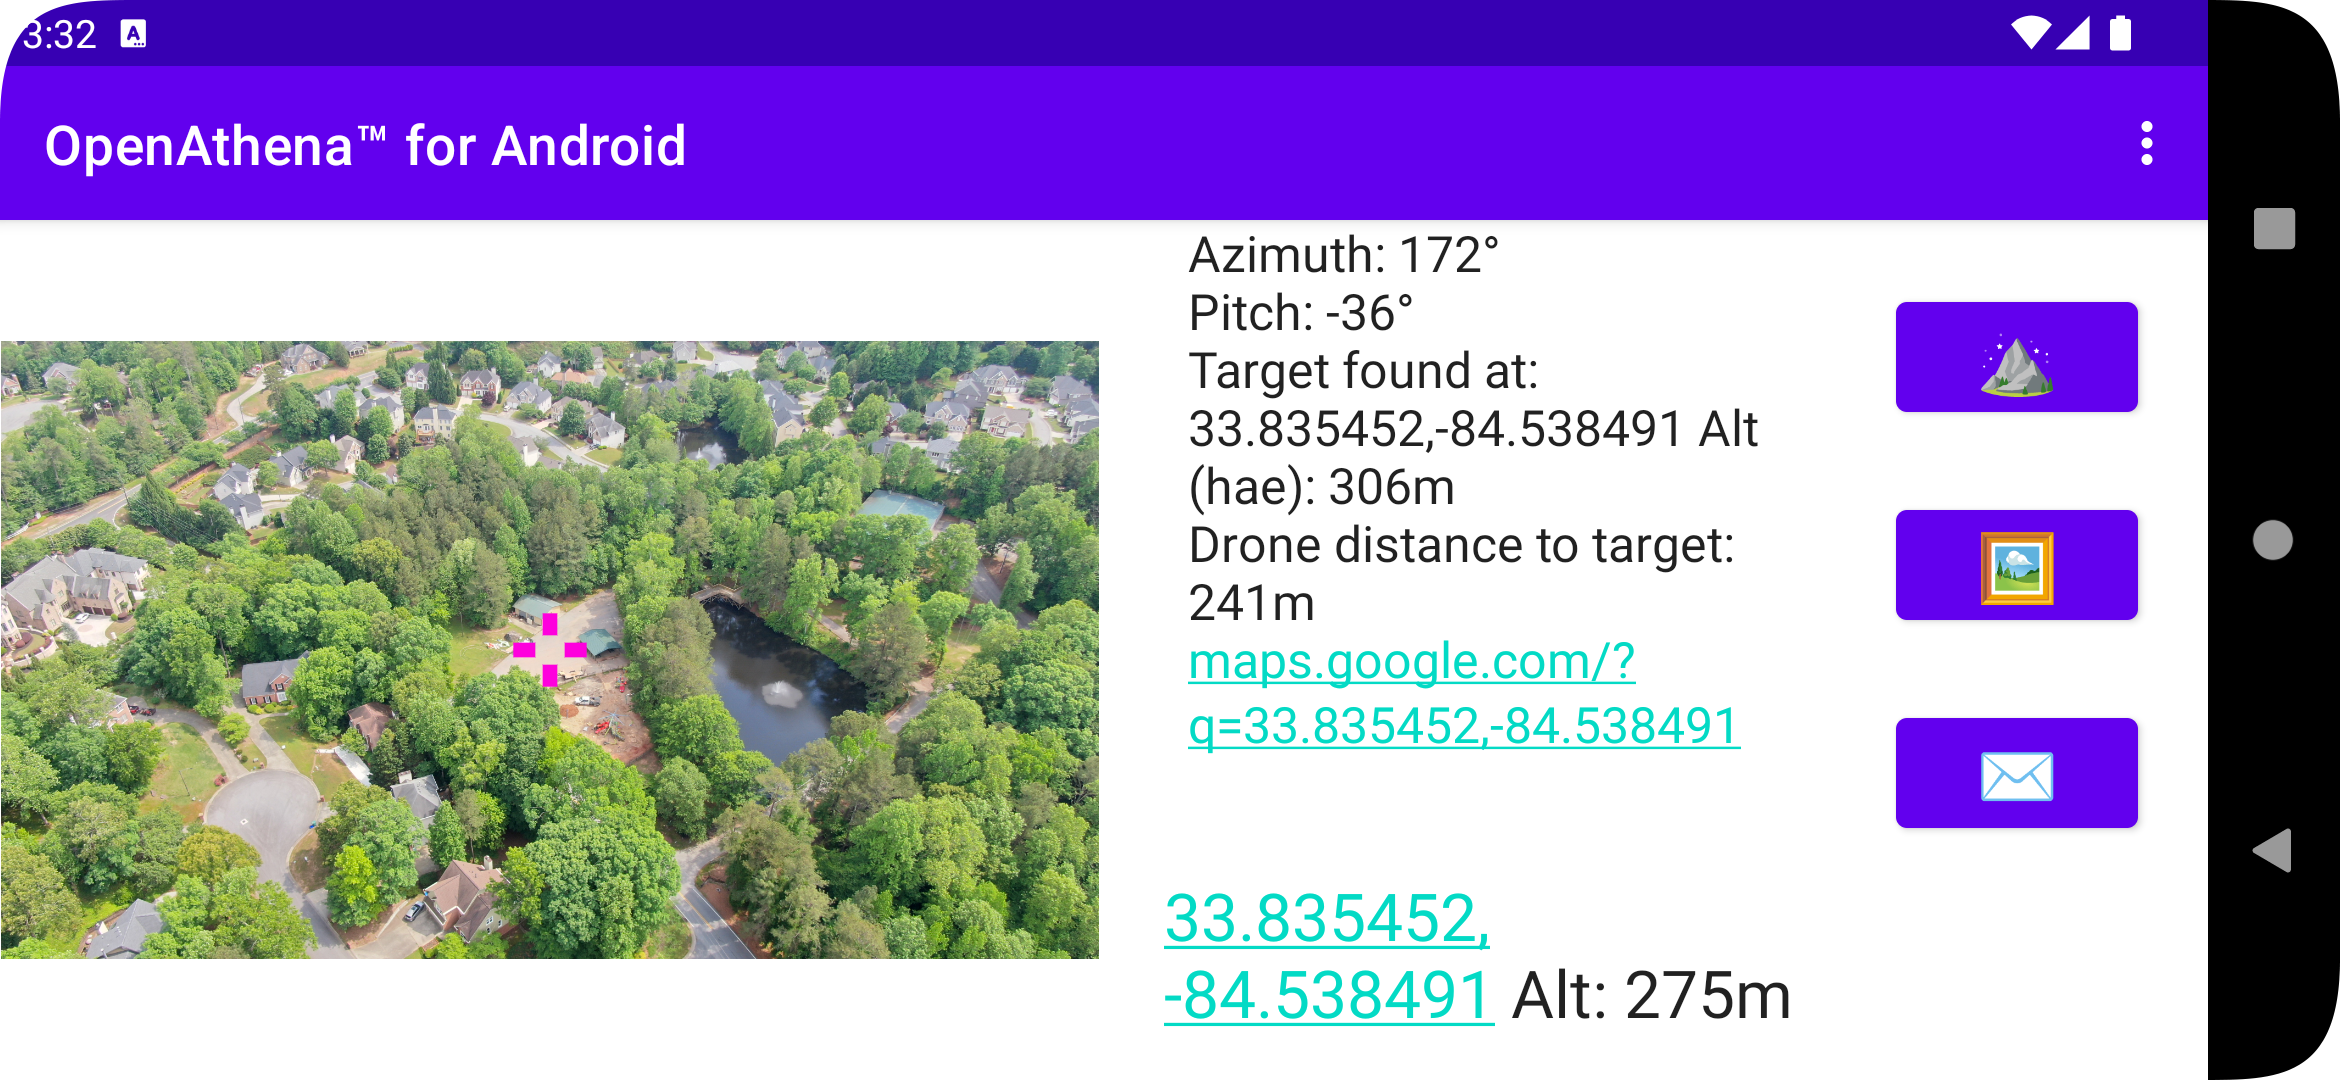 3:32
OpenAthena™ for Android
Azimuth: 172°
Pitch: -36°
Target found at:
33.835452,-84.538491 Alt
(hae): 306m
Drone distance to target:
241m
maps.google.com/?
q=33.835452,-84.538491
33.835452,
-84.538491 Alt: 275m